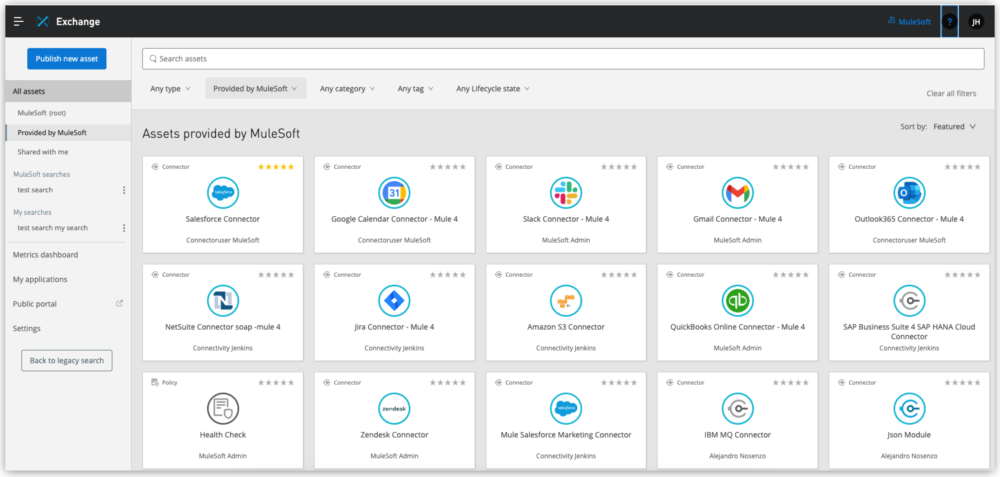 Exchange
MuleSoft
?
JH
Publish new asset
Search assets
Any type
Provided by MuleSoft
Any category
Any tag
Any Lifecycle state
Clear all filters
All assets
MuleSoft (root)
Provided by MuleSoft
Shared with me
MuleSoft searches
test search
My searches
test search my search
Metrics dashboard
My applications
Public portal
Settings
Back to legacy search
Assets provided by MuleSoft
Sort by: Featured
Connector
salesforce
Salesforce Connector
Connectoruser MuleSoft
Connector
31
Google Calendar Connector - Mule 4
Connectoruser MuleSoft
Connector
Slack Connector - Mule 4
MuleSoft Admin
Connector
Gmail Connector - Mule 4
MuleSoft Admin
Connector
O
Outlook365 Connector - Mule 4
Connectoruser MuleSoft
Connector
N
NetSuite Connector soap -mule 4
Connectivity Jenkins
Connector
Jira Connector - Mule 4
Connectivity Jenkins
Connector
S3
Amazon S3 Connector
Connectivity Jenkins
Connector
qb
QuickBooks Online Connector - Mule 4
MuleSoft Admin
Connector
SAP Business Suite 4 SAP HANA Cloud
Connector
Connectivity Jenkins
Policy
Health Check
MuleSoft Admin
Connector
zendesk
Zendesk Connector
MuleSoft Admin
Connector
salesforce
Mule Salesforce Marketing Connector
Connectivity Jenkins
Connector
IBM MQ Connector
Alejandro Nosenzo
Connector
Json Module
Alejandro Nosenzo